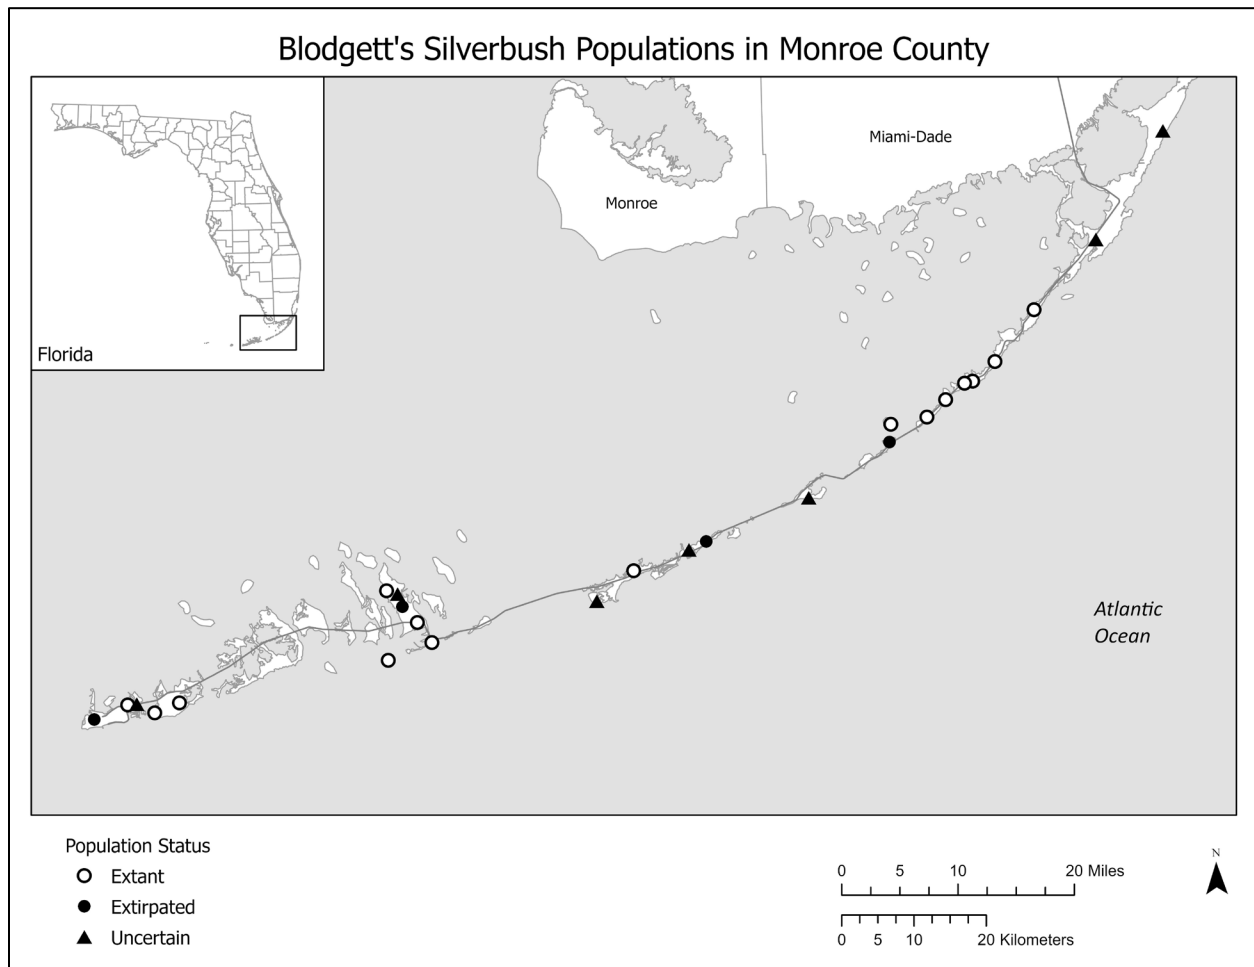 Blodgett's Silverbush Populations in Monroe County
Miami-Dade
Monroe
Florida
Atlantic
Ocean
Population Status
Extant
Extirpated
Uncertain
0 5 10 20 Miles
0 5 10 20 Kilometers
N